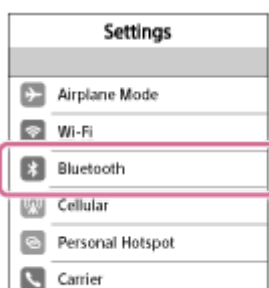 Settings
Airplane Mode
Wi-Fi
Bluetooth
Cellular
Personal Hotspot
Carrier